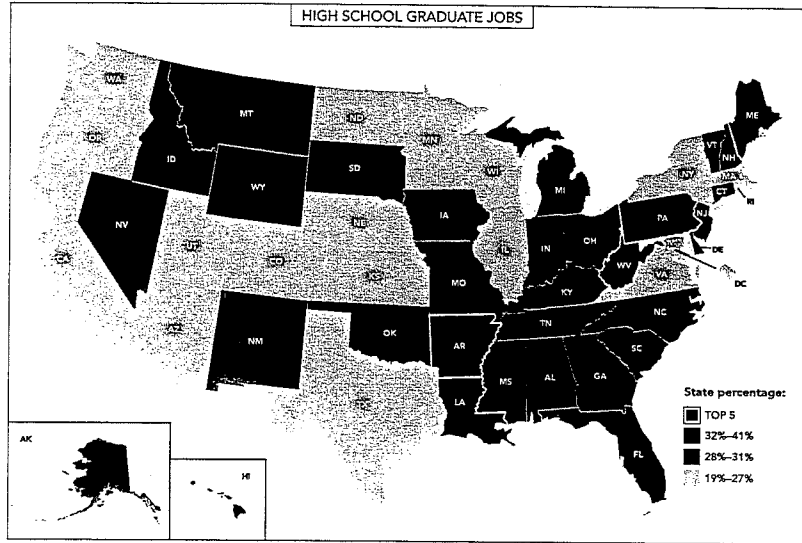 HIGH SCHOOL GRADUATE JOBS
WA
MT
ND
MN
ME
VT
NH
OR
ID
SD
WI
NY
MA
WY
MI
CT
RI
IA
PA
NJ
NV
NE
OH
DE
UT
IL
IN
CA
CO
WV
KS
MO
VA
DC
KY
NC
AZ
OK
TN
NM
AR
SC
MS
AL
GA
LA
FL
AK
HI
State percentage:
TOP 5
32%–41%
28%–31%
19%–27%